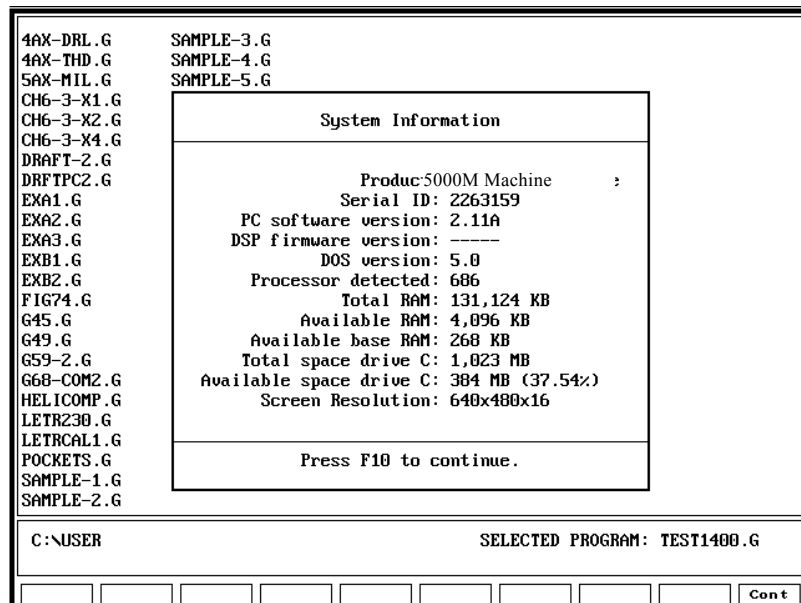 4AX-DRL.G SAMPLE-3.G
4AX-THD.G SAMPLE-4.G
5AX-MIL.G SAMPLE-5.G
CH6-3-X1.G
CH6-3-X2.G
CH6-3-X4.G
DRAFT-2.G
DRFTPC2.G
EXA1.G
EXA2.G
EXA3.G
EXB1.G
EXB2.G
FIG74.G
G45.G
G49.G
G59-2.G
G68-COM2.G
HELICOMP.G
LETR230.G
LETRCAL1.G
POCKETS.G
SAMPLE-1.G
SAMPLE-2.G
System Information
Produc 5000M Machine
Serial ID: 2263159
PC software version: 2.11A
DSP firmware version: -----
DOS version: 5.0
Processor detected: 686
Total RAM: 131,124 KB
Available RAM: 4,096 KB
Available base RAM: 268 KB
Total space drive C: 1,023 MB
Available space drive C: 384 MB (37.54%)
Screen Resolution: 640x480x16
Press F10 to continue.
C:\USER SELECTED PROGRAM: TEST1400.G
Cont